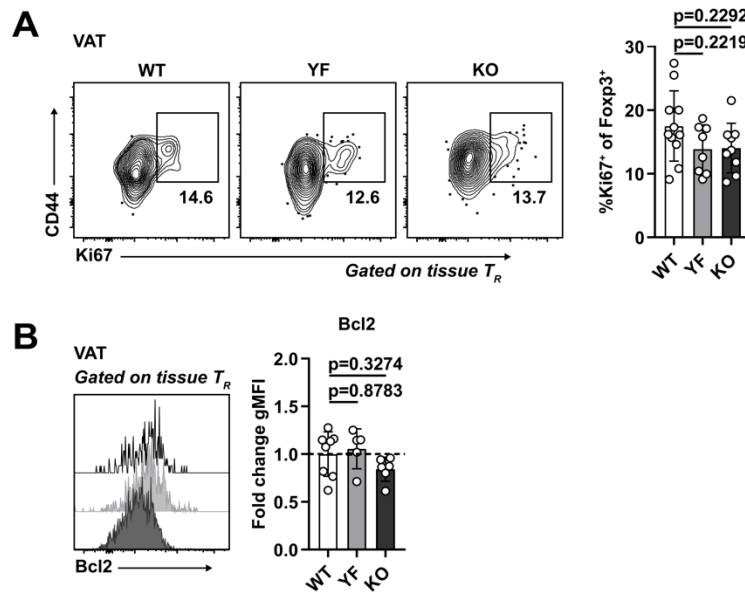 A
VAT
WT
YF
KO
CD44
14.6
12.6
13.7
Ki67
Gated on tissue T_R
p=0.2292
p=0.2219
%Ki67⁺ of Foxp3⁺
30
20
10
0
WT
YF
KO
B
VAT
Gated on tissue T_R
Bcl2
Bcl2
p=0.3274
p=0.8783
Fold change gMFI
2.0
1.5
1.0
0.5
0.0
WT
YF
KO